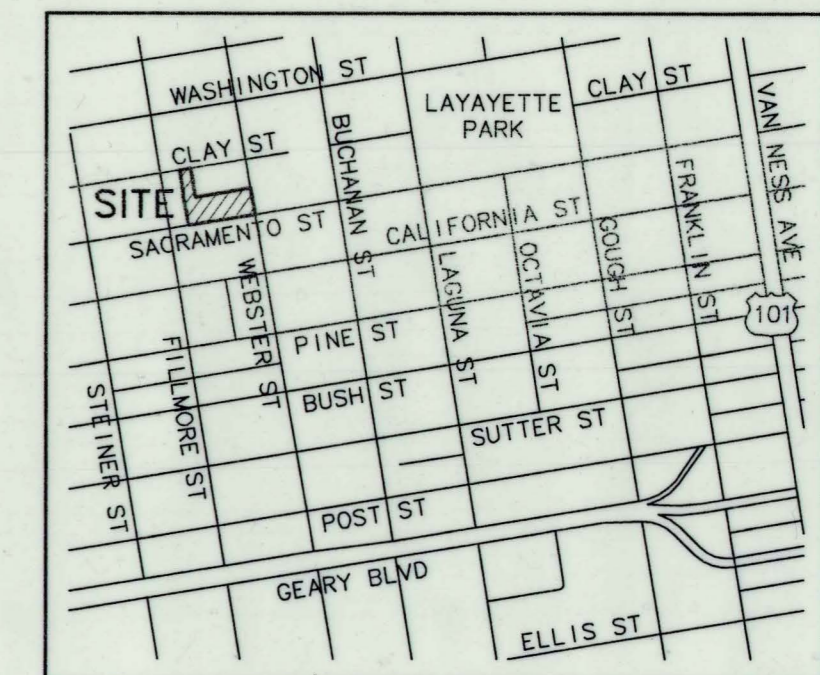 WASHINGTON ST
CLAY ST
LAYAYETTE
PARK
CLAY ST
VAN NESS AVE
BUCHANAN ST
SITE
SACRAMENTO ST
CALIFORNIA ST
FRANKLIN ST
GOUGH ST
OCTAVIA ST
LAGUNA ST
WEBSTER ST
101
PINE ST
FILLMORE ST
STEINER ST
BUSH ST
SUTTER ST
POST ST
GEARY BLVD
ELLIS ST